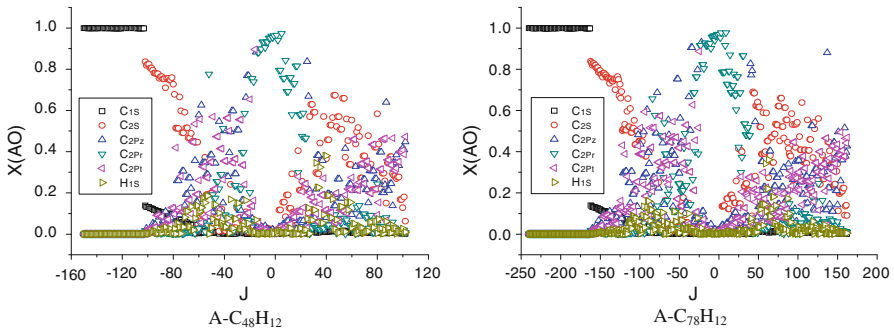 X(AO)
1.0
0.8
0.6
0.4
0.2
0.0
C1S
C2S
C2Pz
C2Pr
C2Pt
H1S
-160 -120 -80 -40 0 40 80 120
J
A-C48H12
X(AO)
1.0
0.8
0.6
0.4
0.2
0.0
C1S
C2S
C2Pz
C2Pr
C2Pt
H1S
-250 -200 -150 -100 -50 0 50 100 150 200
J
A-C78H12